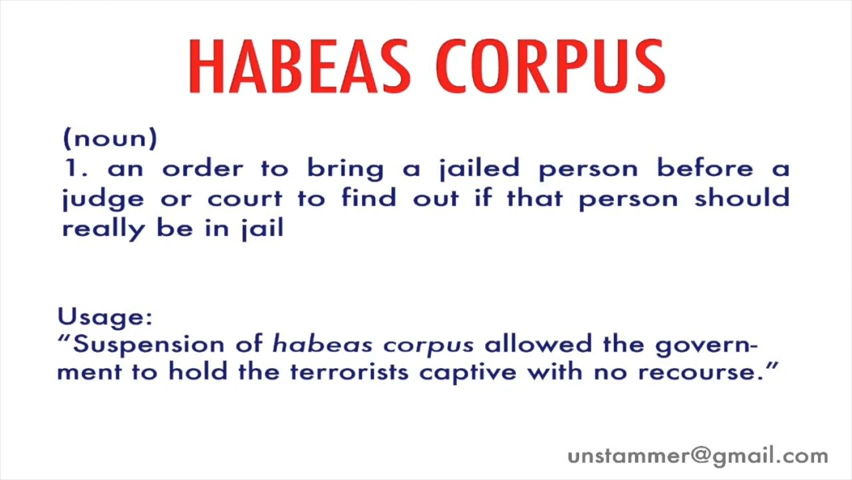 HABEAS CORPUS
(noun)
1. an order to bring a jailed person before a
judge or court to find out if that person should
really be in jail
Usage:
“Suspension of habeas corpus allowed the govern-
ment to hold the terrorists captive with no recourse.”
unstammer@gmail.com